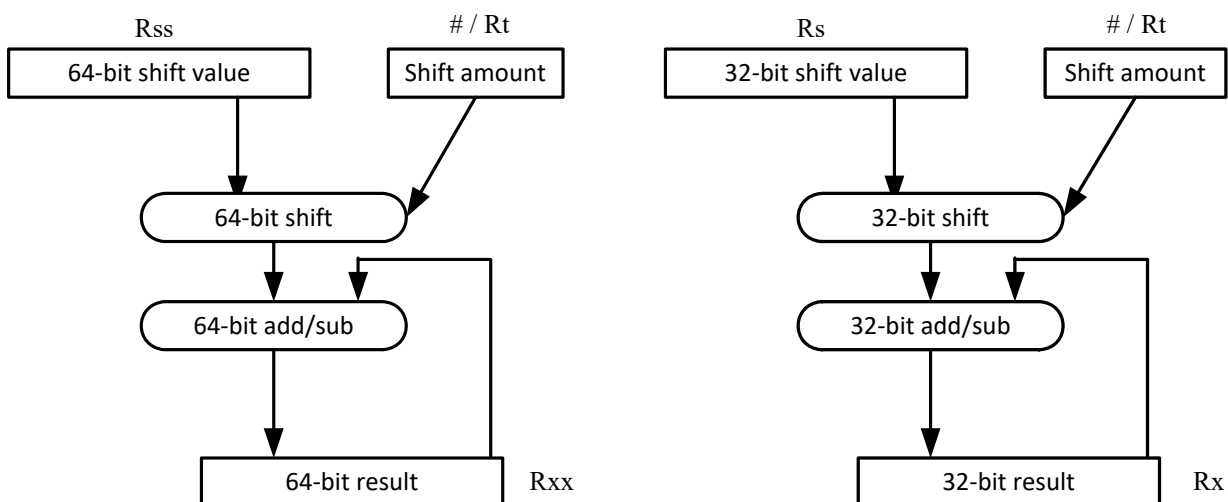 Rss
# / Rt
64-bit shift value
Shift amount
64-bit shift
64-bit add/sub
64-bit result
Rxx
Rs
# / Rt
32-bit shift value
Shift amount
32-bit shift
32-bit add/sub
32-bit result
Rx